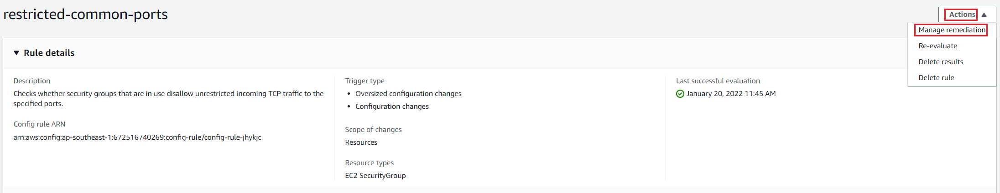 restricted-common-ports
Actions
Manage remediation
Re-evaluate
Delete results
Delete rule
Rule details
Description
Checks whether security groups that are in use disallow unrestricted incoming TCP traffic to the
specified ports.
Config rule ARN
arn:aws:config:ap-southeast-1:672516740269:config-rule/config-rule-jhykjc
Trigger type
• Oversized configuration changes
• Configuration changes
Scope of changes
Resources
Resource types
EC2 SecurityGroup
Last successful evaluation
January 20, 2022 11:45 AM